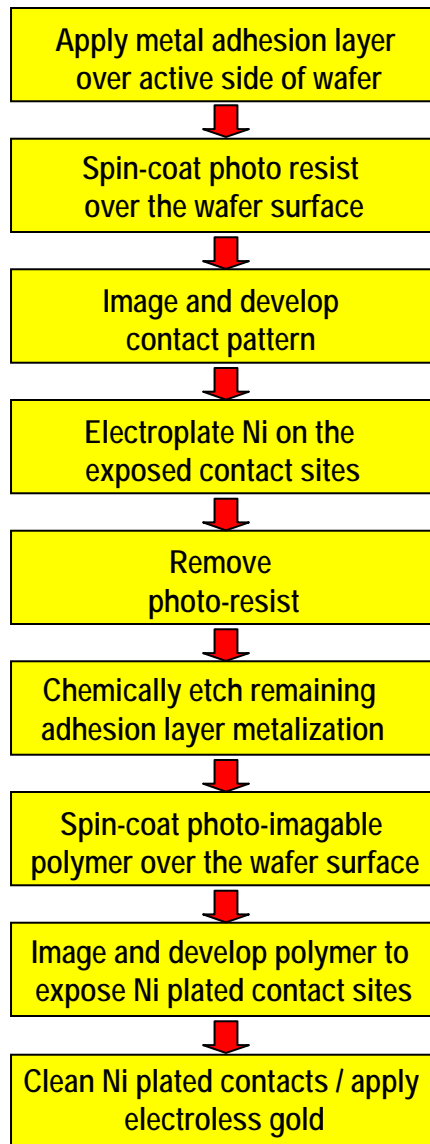 Apply metal adhesion layer
over active side of wafer
Spin-coat photo resist
over the wafer surface
Image and develop
contact pattern
Electroplate Ni on the
exposed contact sites
Remove
photo-resist
Chemically etch remaining
adhesion layer metalization
Spin-coat photo-imagable
polymer over the wafer surface
Image and develop polymer to
expose Ni plated contact sites
Clean Ni plated contacts / apply
electroless gold